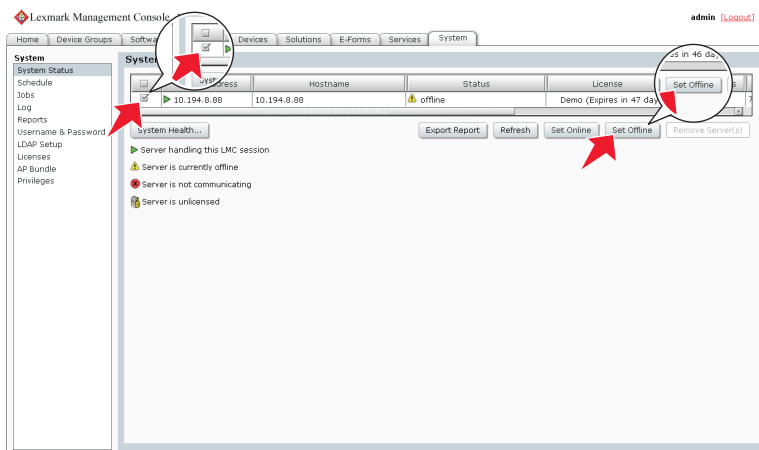 Lexmark Management Console
admin [Logout]
Home Device Groups Devices Solutions E-Forms Services System
System
System Status
Schedule
Jobs
Log
Reports
Username & Password
LDAP Setup
Licenses
AP Bundle
Privileges
Hostname Status License
10.194.8.88 10.194.8.88 offline Demo (Expires in 47 day
in 46 day
Set Offline
System Health... Export Report Refresh Set Online Set Offline Remove Server(s)
Server handling this LMC session
Server is currently offline
Server is not communicating
Server is unlicensed